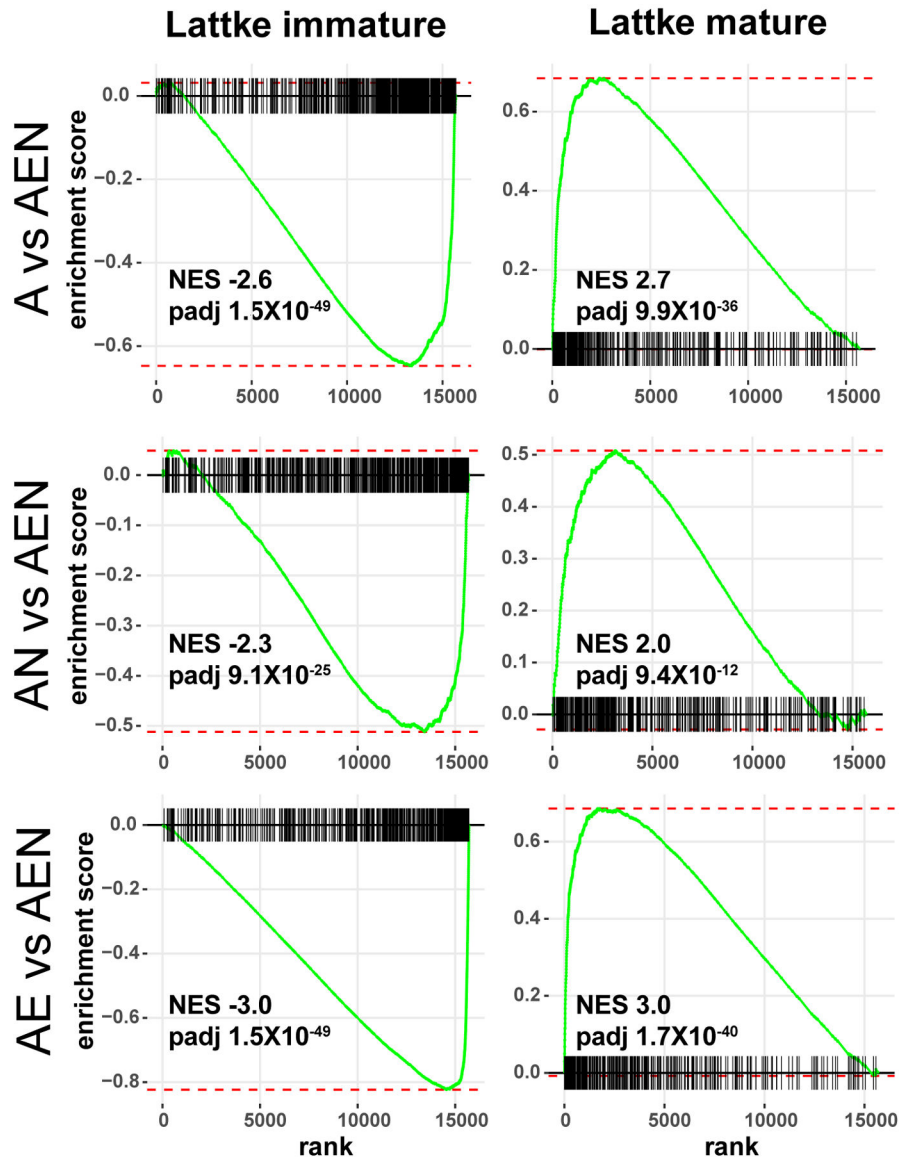 Lattke immature
Lattke mature
A vs AEN
enrichment score
0.0
−0.2
−0.4
−0.6
NES -2.6
padj 1.5X10-49
0 5000 10000 15000
0.6
0.4
0.2
0.0
NES 2.7
padj 9.9X10-36
0 5000 10000 15000
AN vs AEN
enrichment score
0.0
−0.1
−0.2
−0.3
−0.4
−0.5
NES -2.3
padj 9.1X10-25
0 5000 10000 15000
0.5
0.4
0.3
0.5
0.1
0.0
NES 2.0
padj 9.4X10-12
0 5000 10000 15000
AE vs AEN
enrichment score
0.0
−0.2
−0.4
−0.6
−0.8
NES -3.0
padj 1.5X10-49
0 5000 10000 15000
rank
0.6
0.4
0.2
0.0
NES 3.0
padj 1.7X10-40
0 5000 10000 15000
rank